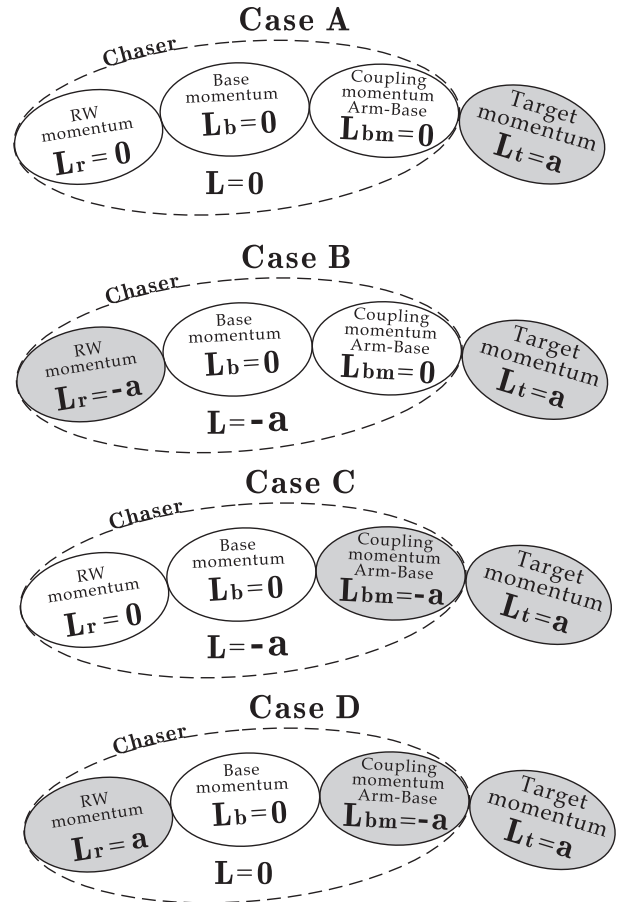 Case A
Chaser
RW
momentum
Lr = 0
Base
momentum
Lb=0
Coupling
momentum
Arm-Base
Lbm=0
Target
momentum
Lt=a
L=0
Case B
Chaser
RW
momentum
Lr=-a
Base
momentum
Lb=0
Coupling
momentum
Arm-Base
Lbm=0
Target
momentum
Lt=a
L=-a
Case C
Chaser
RW
momentum
Lr = 0
Base
momentum
Lb=0
Coupling
momentum
Arm-Base
Lbm=-a
Target
momentum
Lt=a
L=-a
Case D
Chaser
RW
momentum
Lr = a
Base
momentum
Lb=0
Coupling
momentum
Arm-Base
Lbm=-a
Target
momentum
Lt=a
L=0